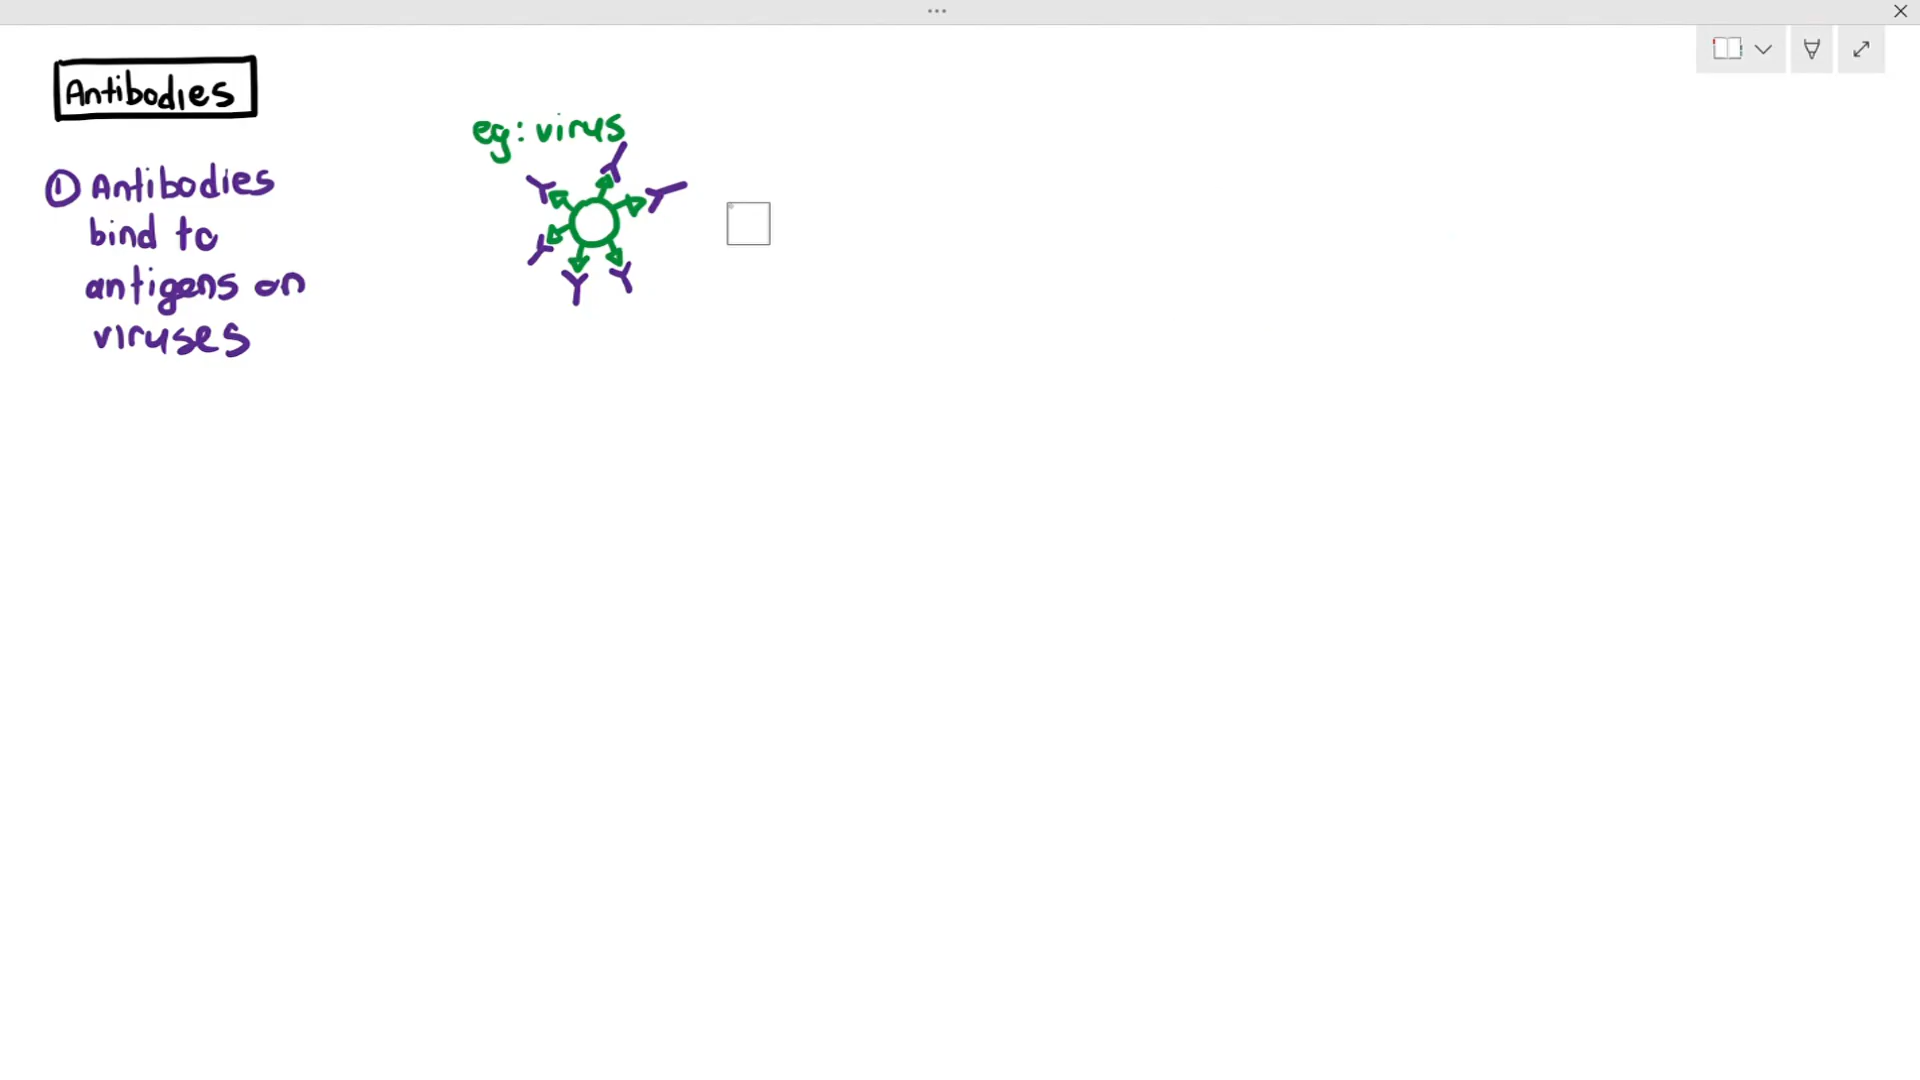 Antibodies
① Antibodies
bind to
antigens on
viruses
eg: virus